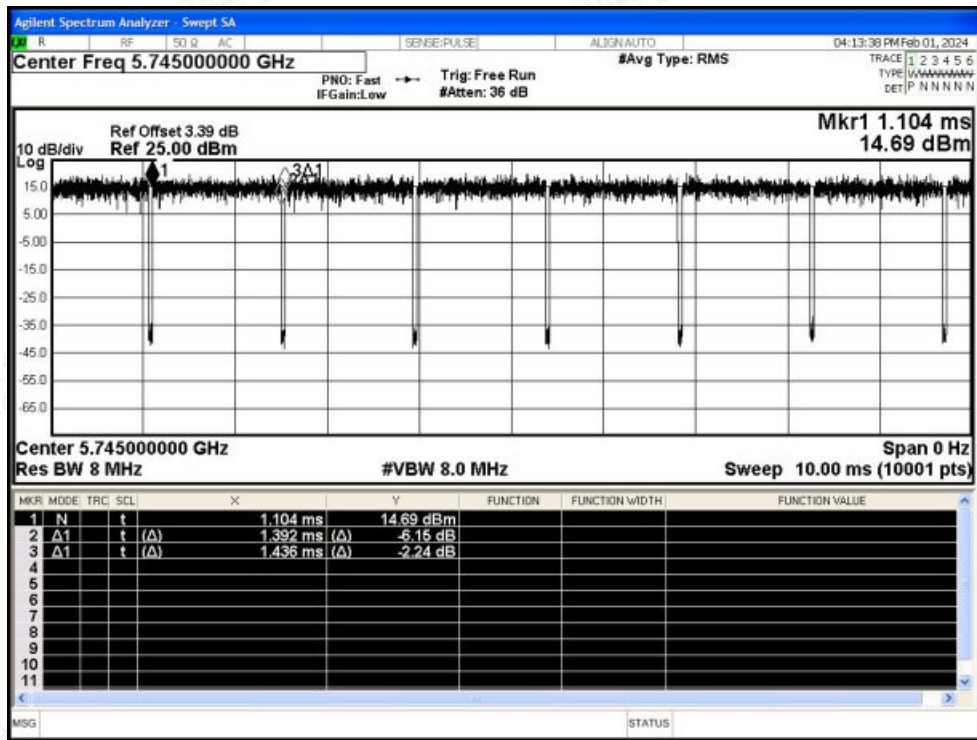 Agilent Spectrum Analyzer - Swept SA
LXI R RF 50 Ω AC SENSE:PULSE ALIGN AUTO 04:13:38 PM Feb 01, 2024
Center Freq 5.745000000 GHz #Avg Type: RMS TRACE 1 2 3 4 5 6
PNO: Fast Trig: Free Run TYPE WWWWWW
IFGain:Low #Atten: 36 dB DET P N N N N N
Mkr1 1.104 ms
Ref Offset 3.39 dB
10 dB/div Ref 25.00 dBm 14.69 dBm
Log
1 3Δ1
15.0
5.00
-5.00
-15.0
-25.0
-35.0
-45.0
-55.0
-65.0
Center 5.745000000 GHz Span 0 Hz
Res BW 8 MHz #VBW 8.0 MHz Sweep 10.00 ms (10001 pts)
MKR MODE TRC SCL X Y FUNCTION FUNCTION WIDTH FUNCTION VALUE
1 N t 1.104 ms 14.69 dBm
2 Δ1 t (Δ) 1.392 ms (Δ) -6.15 dB
3 Δ1 t (Δ) 1.436 ms (Δ) -2.24 dB
4
5
6
7
8
9
10
11
MSG STATUS